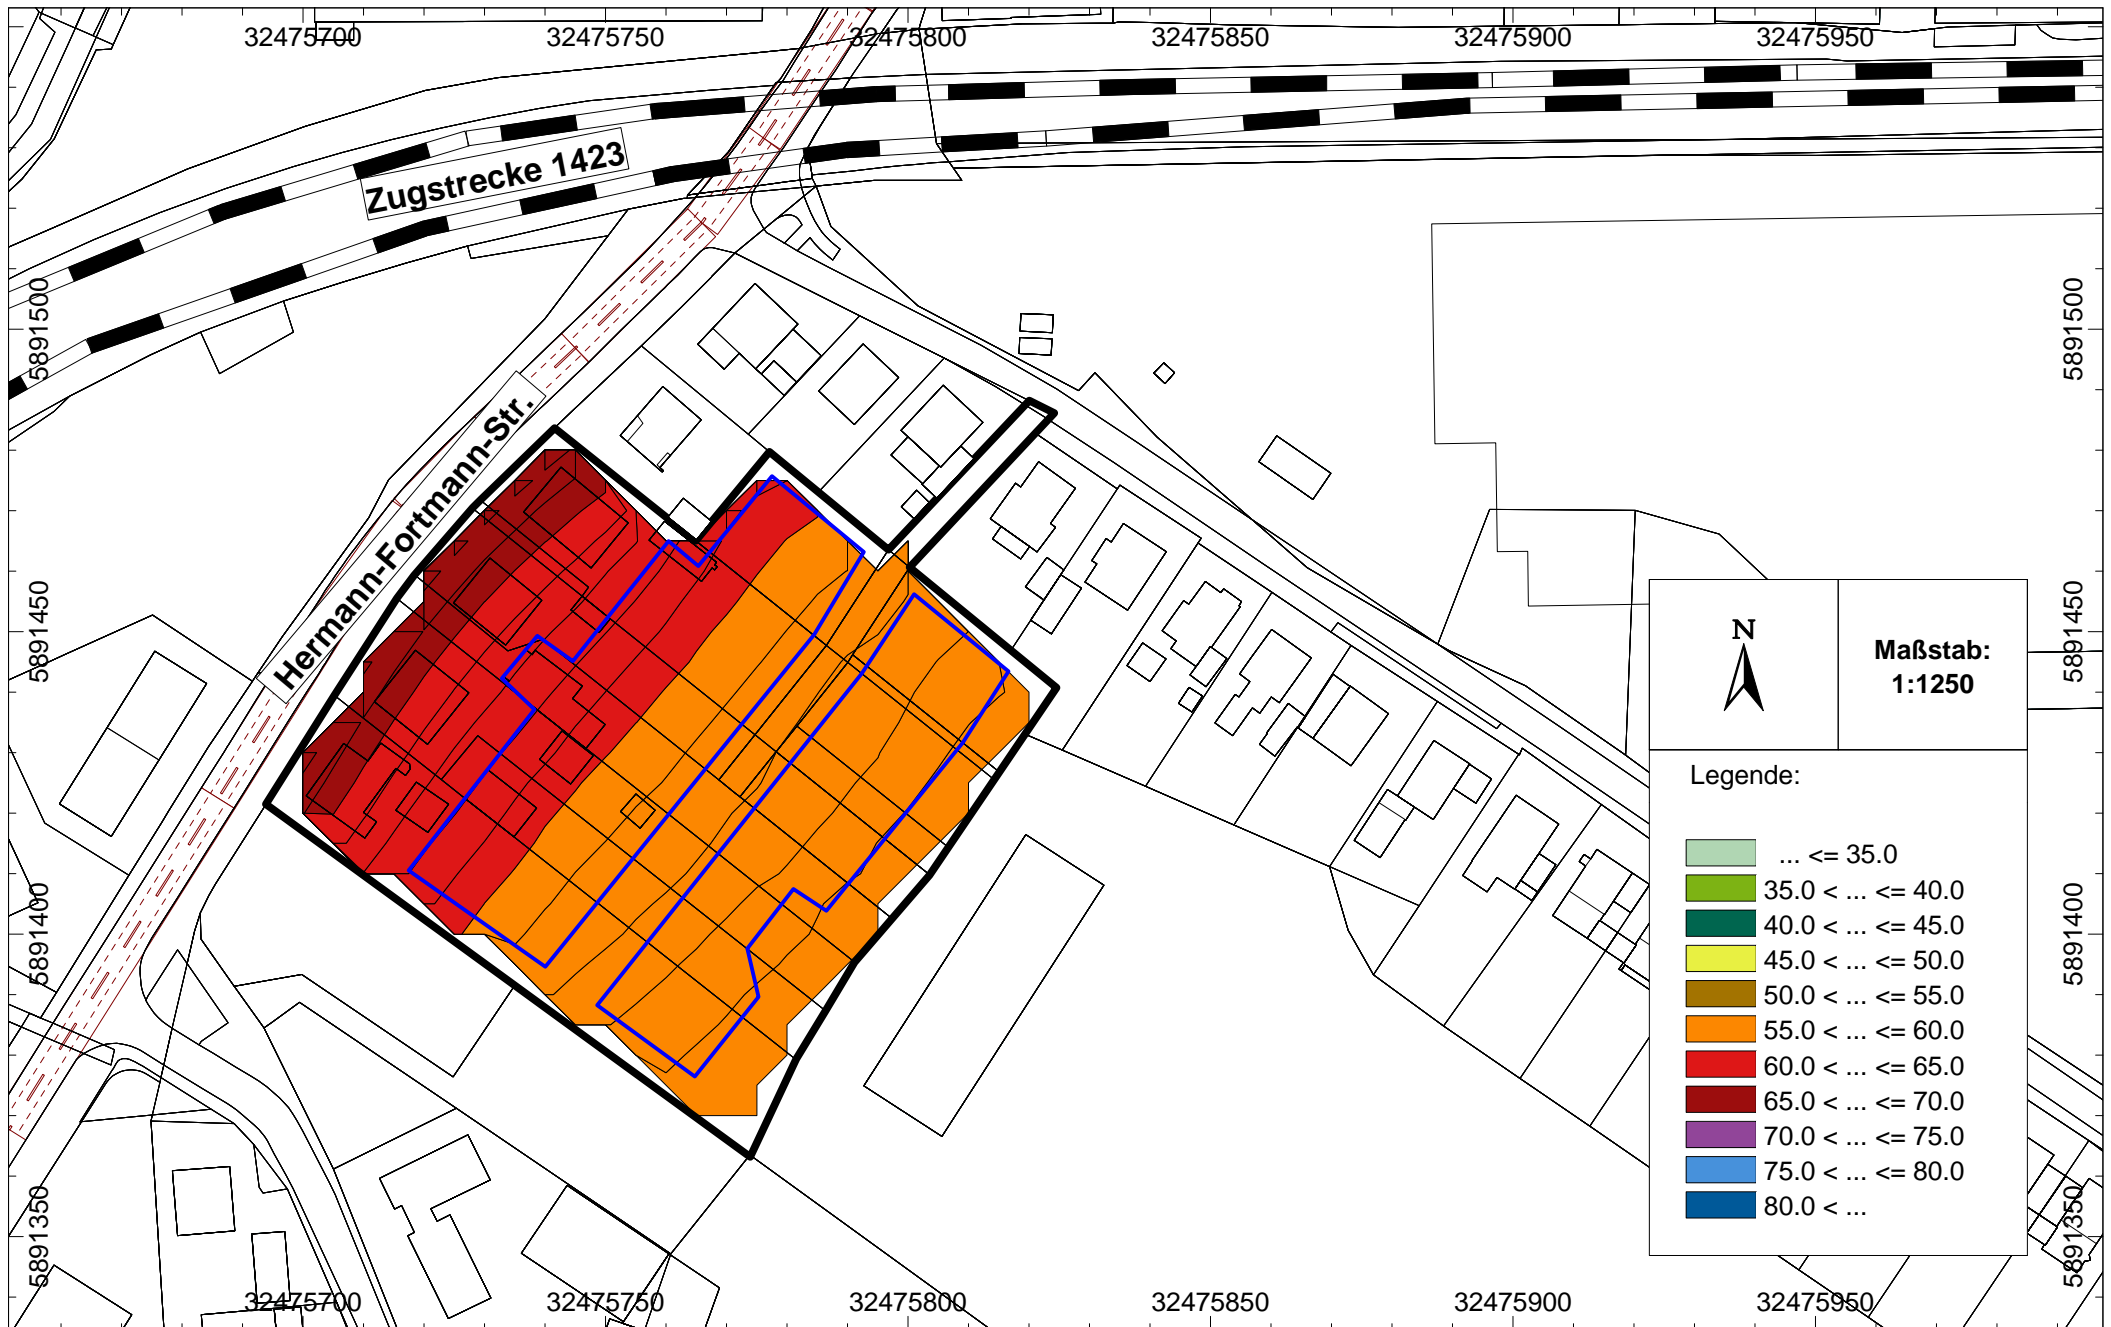 32475700 32475750 32475800 32475850 32475900 32475950
Zugstrecke 1423
5891500 5891500
Hermann-Fortmann-Str.
5891450 5891450
N
Maßstab:
1:1250
Legende:
... <= 35.0
35.0 < ... <= 40.0
40.0 < ... <= 45.0
45.0 < ... <= 50.0
50.0 < ... <= 55.0
55.0 < ... <= 60.0
60.0 < ... <= 65.0
65.0 < ... <= 70.0
70.0 < ... <= 75.0
75.0 < ... <= 80.0
80.0 < ...
5891400 5891400
5891350 5891350
32475700 32475750 32475800 32475850 32475900 32475950